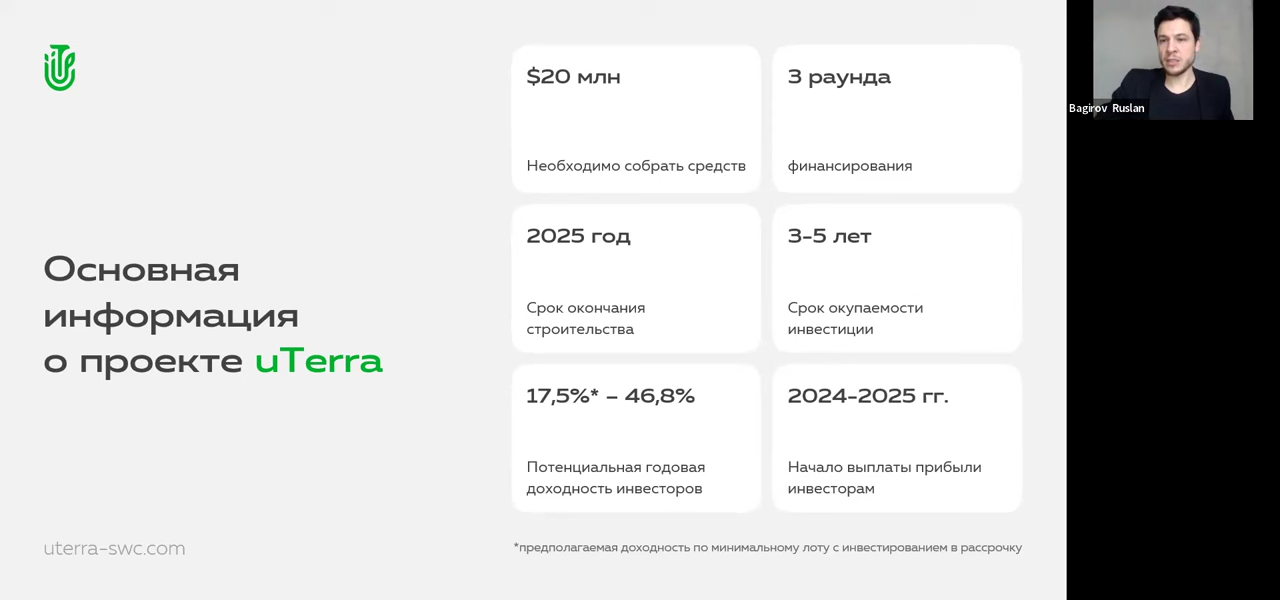 Основная
информация
о проекте uTerra
uterra-swc.com
$20 млн
Необходимо собрать средств
3 раунда
финансирования
2025 год
Срок окончания
строительства
3-5 лет
Срок окупаемости
инвестиции
17,5%* – 46,8%
Потенциальная годовая
доходность инвесторов
2024-2025 гг.
Начало выплаты прибыли
инвесторам
*предполагаемая доходность по минимальному лоту с инвестированием в рассрочку
Bagirov Ruslan